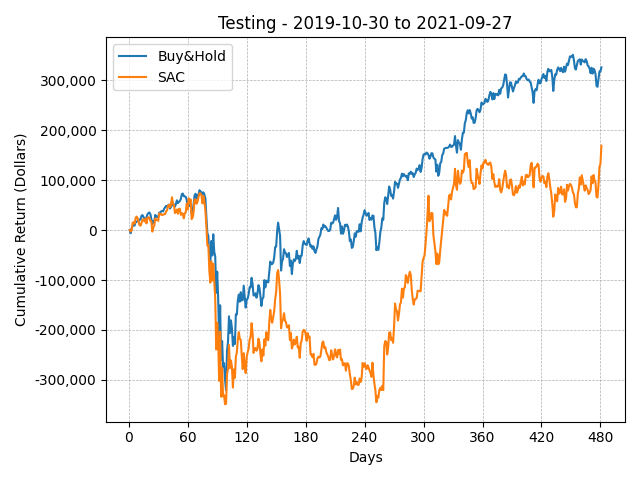 Testing - 2019-10-30 to 2021-09-27
Buy&Hold
SAC
Cumulative Return (Dollars)
300,000
200,000
100,000
0
-100,000
-200,000
-300,000
0 60 120 180 240 300 360 420 480
Days